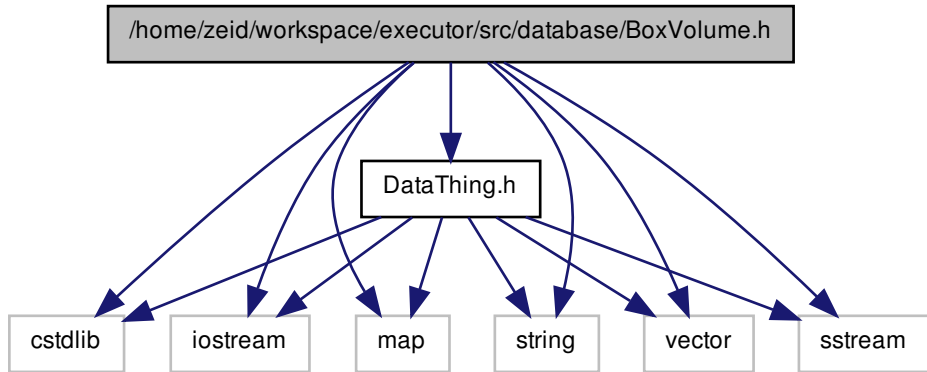 /home/zeid/workspace/executor/src/database/BoxVolume.h
DataThing.h
cstdlib
iostream
map
string
vector
sstream